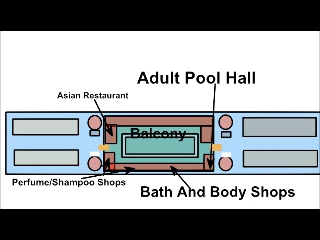 Adult Pool Hall
Asian Restaurant
Balcony
Perfume/Shampoo Shops
Bath And Body Shops